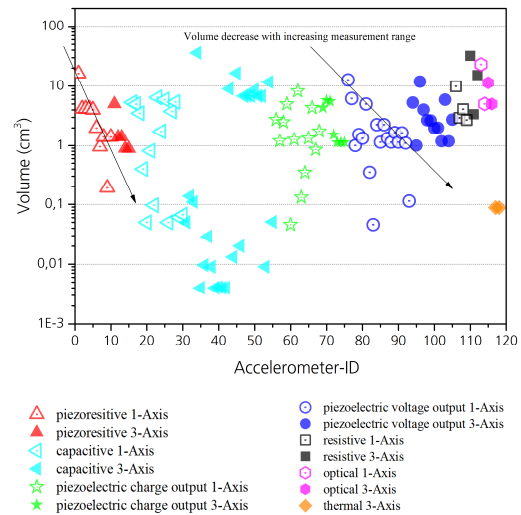 Volume decrease with increasing measurement range
100
10
1
0,1
0,01
1E-3
Volume (cm³)
0 10 20 30 40 50 60 70 80 90 100 110 120
Accelerometer-ID
piezoresitive 1-Axis
piezoresitive 3-Axis
capacitive 1-Axis
capacitive 3-Axis
piezoelectric charge output 1-Axis
piezoelectric charge output 3-Axis
piezoelectric voltage output 1-Axis
piezoelectric voltage output 3-Axis
resistive 1-Axis
resistive 3-Axis
optical 1-Axis
optical 3-Axis
thermal 3-Axis